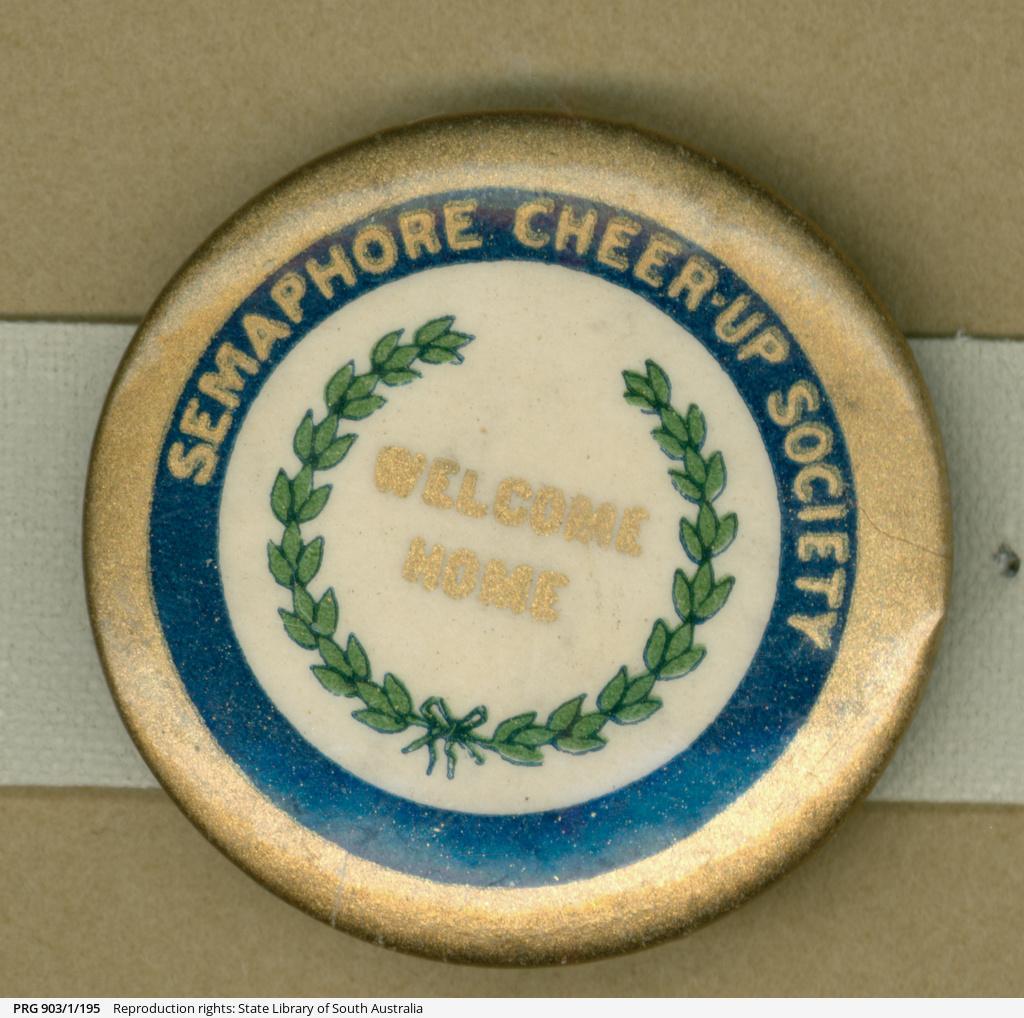 SEMAPHORE CHEER-UP SOCIETY
WELCOME
HOME
PRG 903/1/195 Reproduction rights: State Library of South Australia